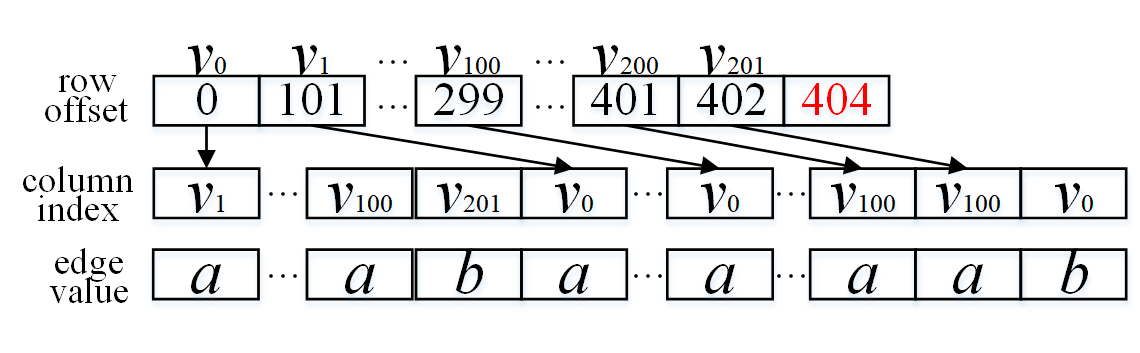 v0 v1 ... v100 ... v200 v201
row offset 0 101 ... 299 ... 401 402 404
column index v1 ... v100 v201 v0 ... v0 ... v100 v100 v0
edge value a ... a b a ... a ... a a b